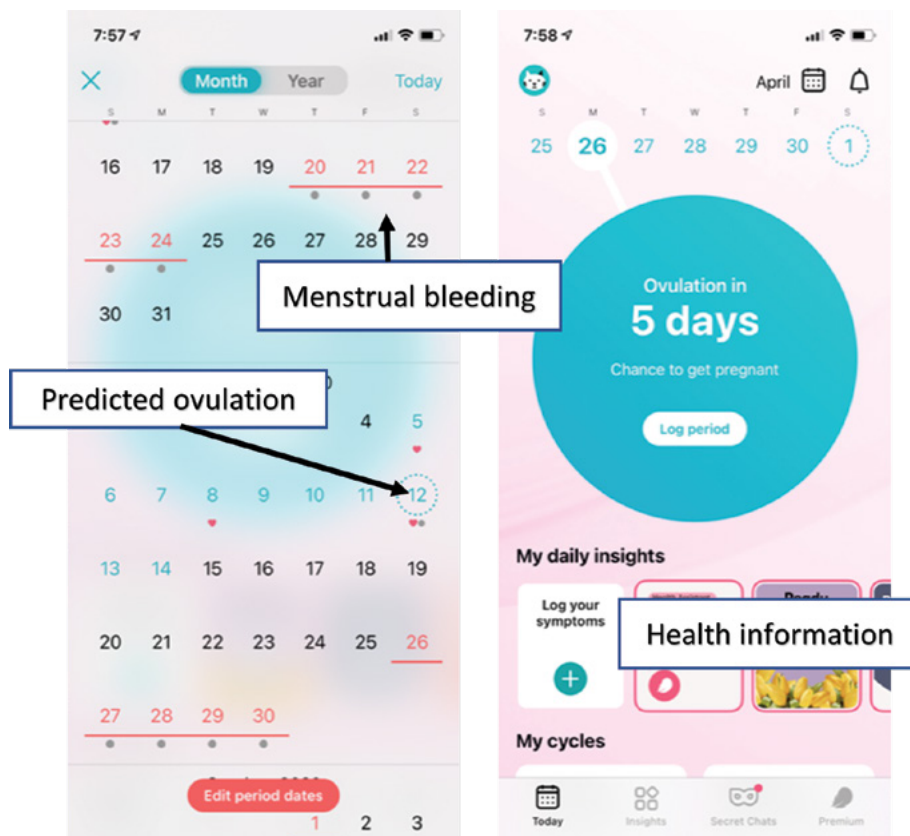 7:57
Month Year Today
S M T W T F S
16 17 18 19 20 21 22
23 24 25 26 27 28 29
Menstrual bleeding
30 31
Predicted ovulation
4 5
6 7 8 9 10 11 12
13 14 15 16 17 18 19
20 21 22 23 24 25 26
27 28 29 30
Edit period dates
1 2 3
7:58
April
S M T W T F S
25 26 27 28 29 30 1
Ovulation in
5 days
Chance to get pregnant
Log period
My daily insights
Log your
symptoms
Health information
My cycles
Today Insights Secret Chats Premium